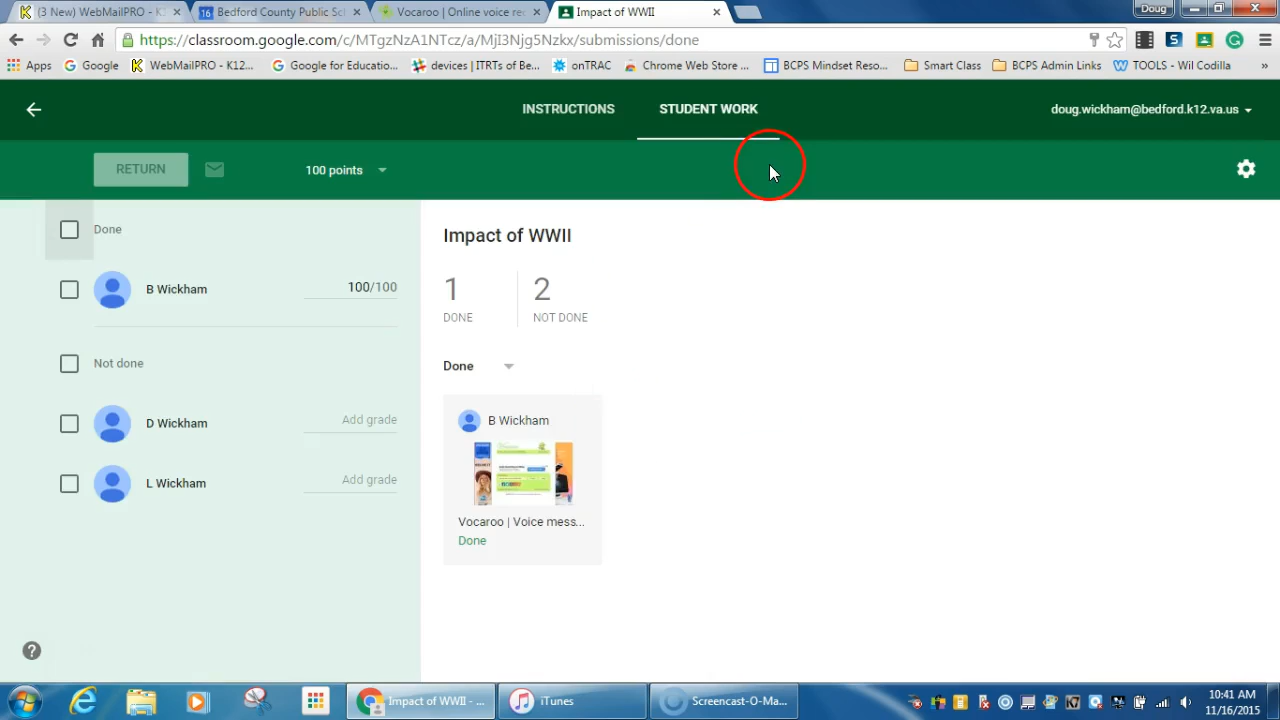 (3 New) WebMailPRO - K1
Bedford County Public Sch
Vocaroo | Online voice rec
Impact of WWII
Doug
https://classroom.google.com/c/MTgzNzA1NTcz/a/MjI3Njg5Nzkx/submissions/done
Apps
Google
WebMailPRO - K12...
Google for Educatio...
devices | ITRTs of Be...
onTRAC
Chrome Web Store ...
BCPS Mindset Reso...
Smart Class
BCPS Admin Links
TOOLS - Wil Codilla
»
INSTRUCTIONS
STUDENT WORK
doug.wickham@bedford.k12.va.us
RETURN
100 points
Done
B Wickham
100/100
Not done
D Wickham
Add grade
L Wickham
Add grade
Impact of WWII
1
DONE
2
NOT DONE
Done
B Wickham
Vocaroo | Voice mess...
Done
?
Impact of WWII - ...
iTunes
Screencast-O-Ma...
10:41 AM
11/16/2015